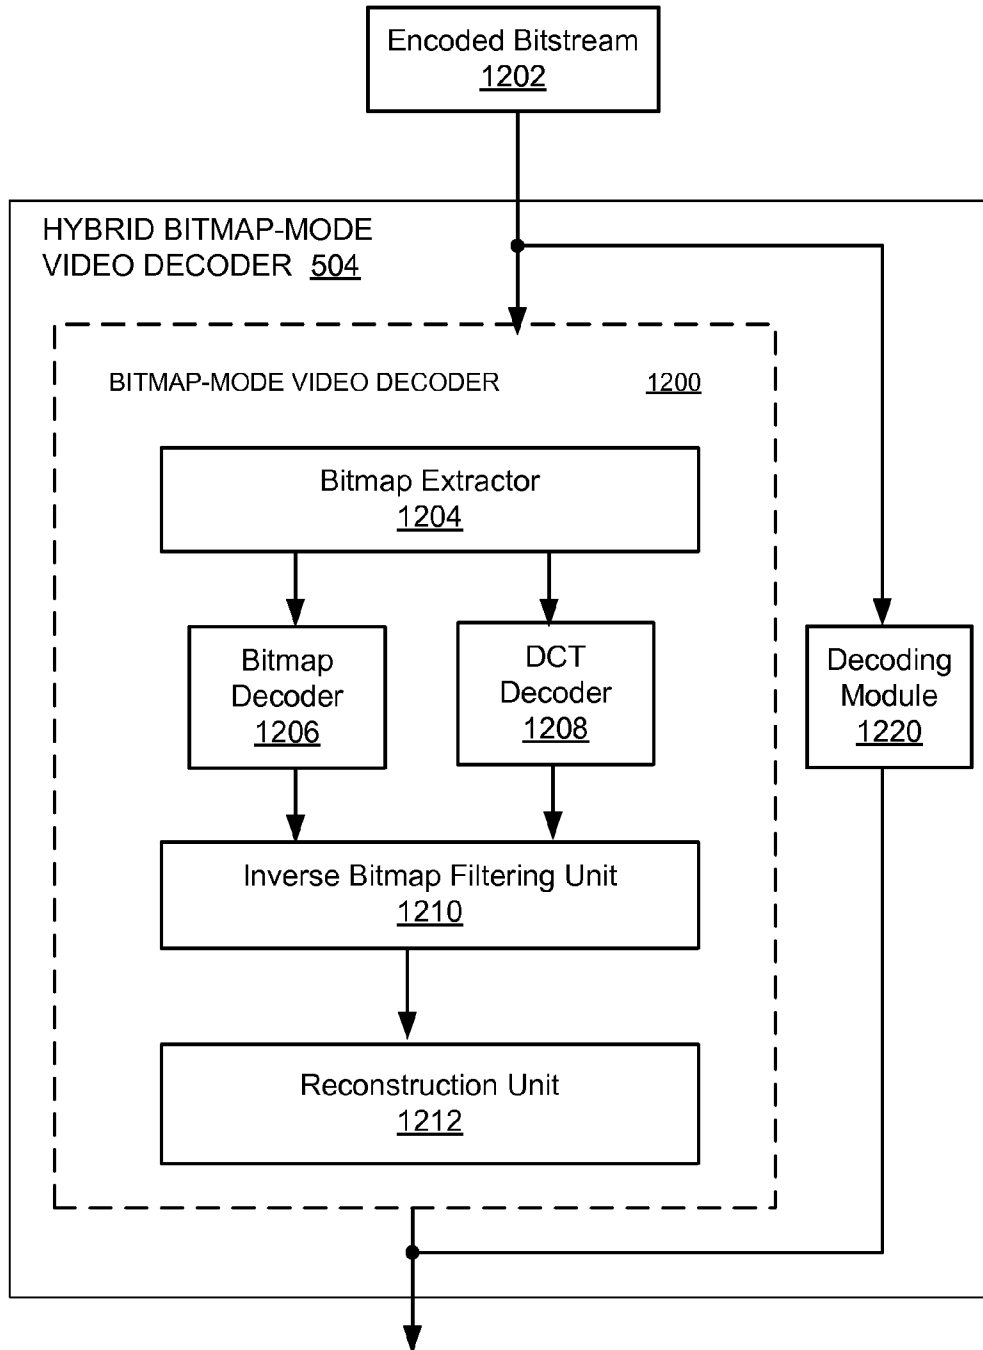 Encoded Bitstream
1202
HYBRID BITMAP-MODE
VIDEO DECODER 504
BITMAP-MODE VIDEO DECODER 1200
Bitmap Extractor
1204
Bitmap
Decoder
1206
DCT
Decoder
1208
Decoding
Module
1220
Inverse Bitmap Filtering Unit
1210
Reconstruction Unit
1212